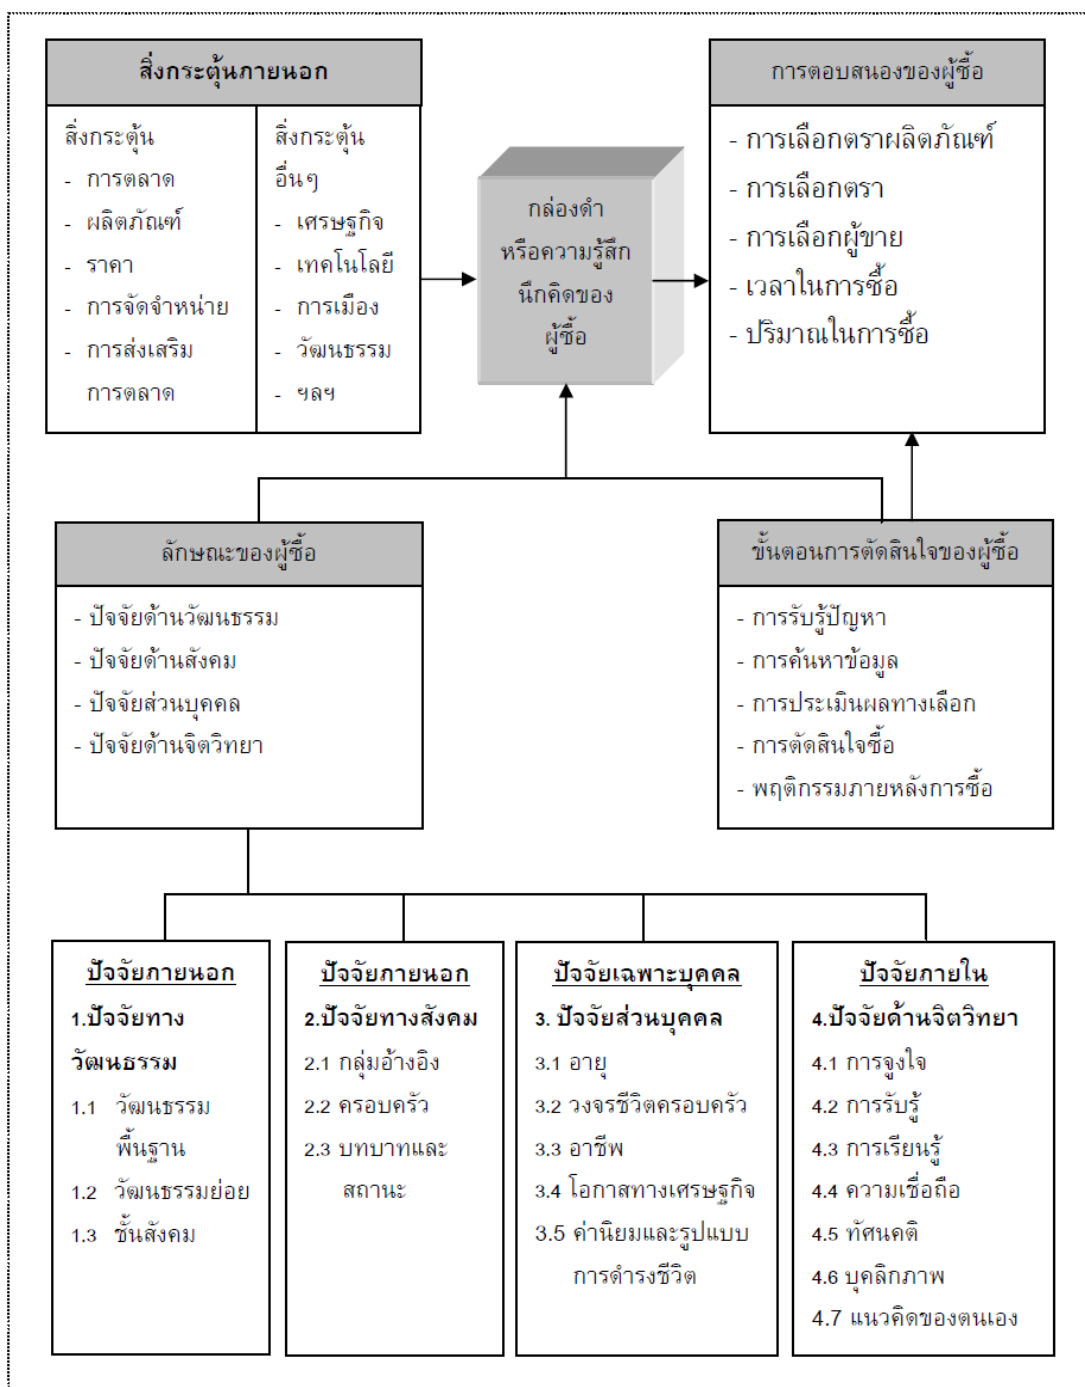 สิ่งกระตุ้นภายนอก
สิ่งกระตุ้น
- การตลาด
- ผลิตภัณฑ์
- ราคา
- การจัดจำหน่าย
- การส่งเสริม
การตลาด
สิ่งกระตุ้น
อื่นๆ
- เศรษฐกิจ
- เทคโนโลยี
- การเมือง
- วัฒนธรรม
- ฯลฯ
กล่องดำ
หรือความรู้สึก
นึกคิดของ
ผู้ซื้อ
การตอบสนองของผู้ซื้อ
- การเลือกตราผลิตภัณฑ์
- การเลือกตรา
- การเลือกผู้ขาย
- เวลาในการซื้อ
- ปริมาณในการซื้อ
ลักษณะของผู้ซื้อ
- ปัจจัยด้านวัฒนธรรม
- ปัจจัยด้านสังคม
- ปัจจัยส่วนบุคคล
- ปัจจัยด้านจิตวิทยา
ขั้นตอนการตัดสินใจของผู้ซื้อ
- การรับรู้ปัญหา
- การค้นหาข้อมูล
- การประเมินผลทางเลือก
- การตัดสินใจซื้อ
- พฤติกรรมภายหลังการซื้อ
ปัจจัยภายนอก
1.ปัจจัยทาง
วัฒนธรรม
1.1 วัฒนธรรม
พื้นฐาน
1.2 วัฒนธรรมย่อย
1.3 ชั้นสังคม
ปัจจัยภายนอก
2.ปัจจัยทางสังคม
2.1 กลุ่มอ้างอิง
2.2 ครอบครัว
2.3 บทบาทและ
สถานะ
ปัจจัยเฉพาะบุคคล
3. ปัจจัยส่วนบุคคล
3.1 อายุ
3.2 วงจรชีวิตครอบครัว
3.3 อาชีพ
3.4 โอกาสทางเศรษฐกิจ
3.5 ค่านิยมและรูปแบบ
การดำรงชีวิต
ปัจจัยภายใน
4.ปัจจัยด้านจิตวิทยา
4.1 การจูงใจ
4.2 การรับรู้
4.3 การเรียนรู้
4.4 ความเชื่อถือ
4.5 ทัศนคติ
4.6 บุคลิกภาพ
4.7 แนวคิดของตนเอง